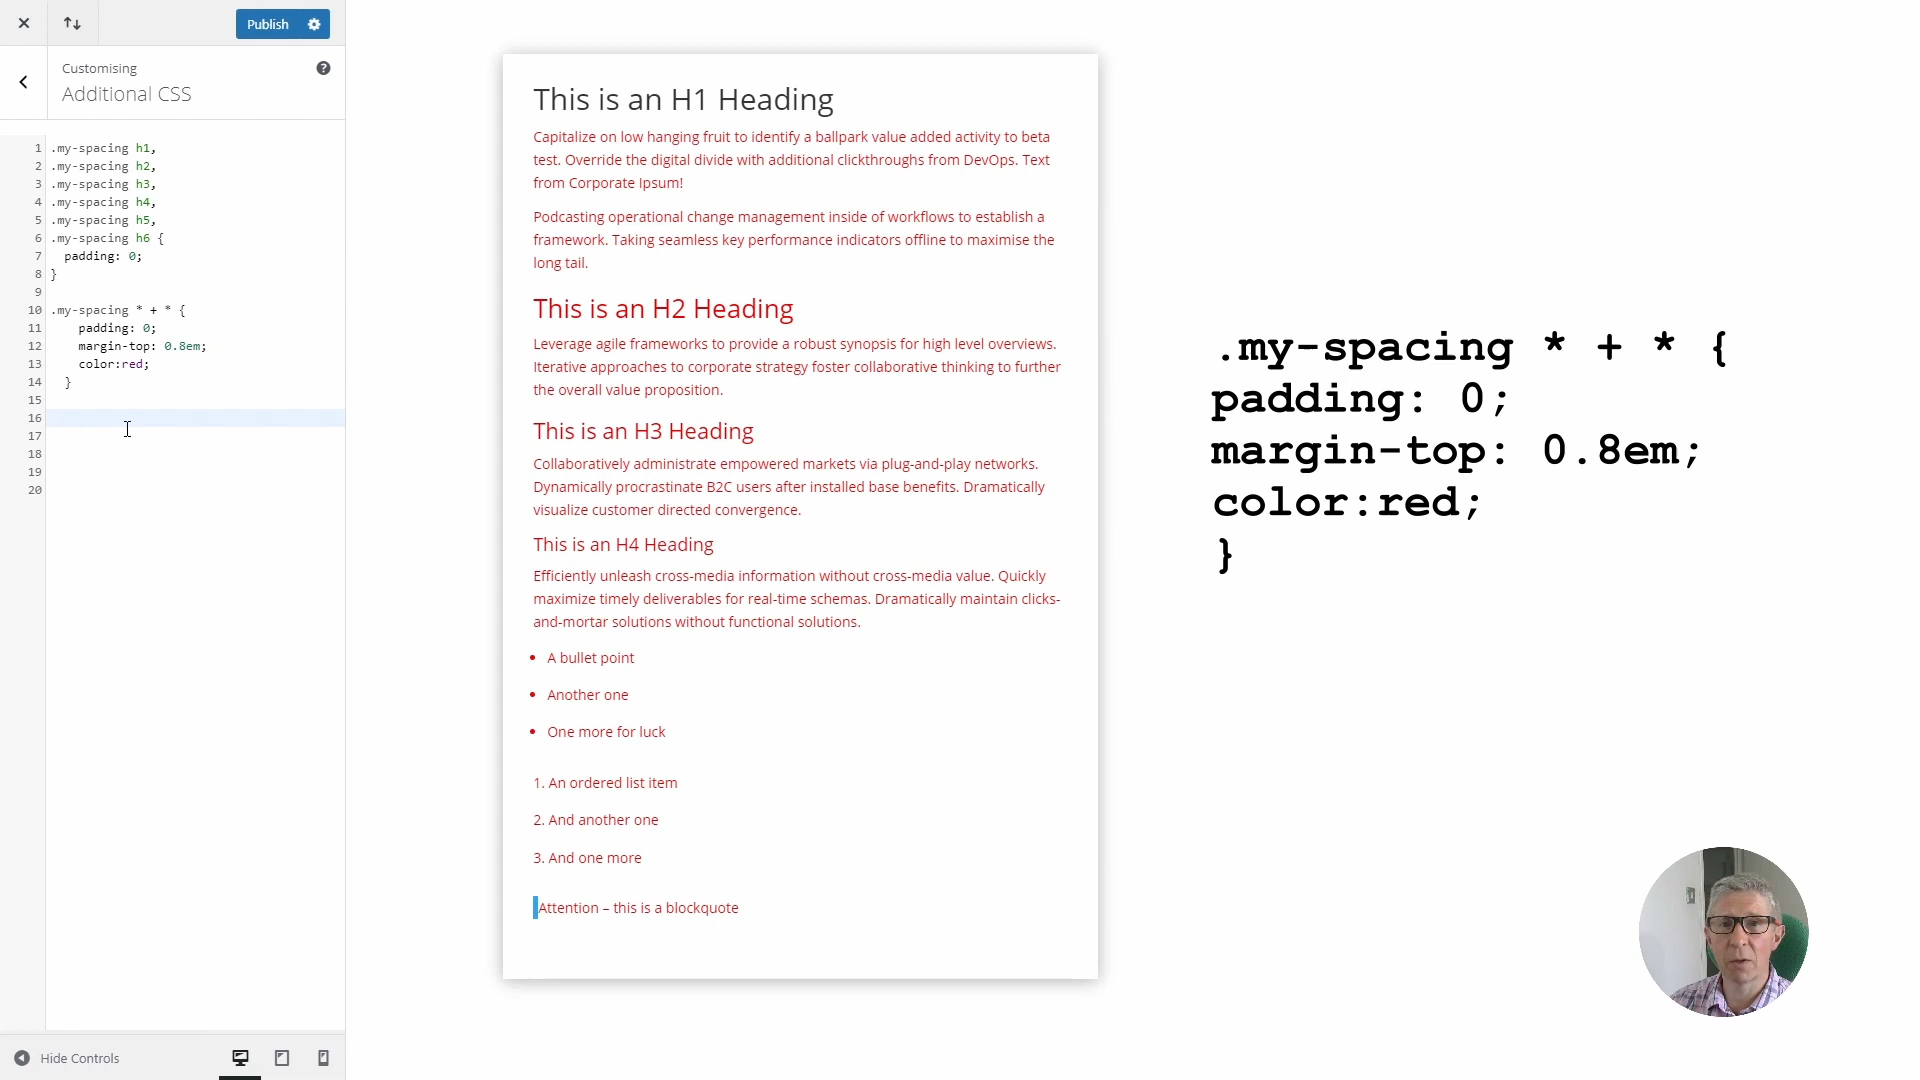 Publish
Customising
Additional CSS
1 .my-spacing h1,
2 .my-spacing h2,
3 .my-spacing h3,
4 .my-spacing h4,
5 .my-spacing h5,
6 .my-spacing h6 {
7 padding: 0;
8 }
9
10 .my-spacing * + * {
11 padding: 0;
12 margin-top: 0.8em;
13 color:red;
14 }
15
16
17
18
19
20
Hide Controls
This is an H1 Heading
Capitalize on low hanging fruit to identify a ballpark value added activity to beta
test. Override the digital divide with additional clickthroughs from DevOps. Text
from Corporate Ipsum!
Podcasting operational change management inside of workflows to establish a
framework. Taking seamless key performance indicators offline to maximise the
long tail.
This is an H2 Heading
Leverage agile frameworks to provide a robust synopsis for high level overviews.
Iterative approaches to corporate strategy foster collaborative thinking to further
the overall value proposition.
This is an H3 Heading
Collaboratively administrate empowered markets via plug-and-play networks.
Dynamically procrastinate B2C users after installed base benefits. Dramatically
visualize customer directed convergence.
This is an H4 Heading
Efficiently unleash cross-media information without cross-media value. Quickly
maximize timely deliverables for real-time schemas. Dramatically maintain clicks-
and-mortar solutions without functional solutions.
• A bullet point
• Another one
• One more for luck
1. An ordered list item
2. And another one
3. And one more
Attention – this is a blockquote
.my-spacing * + * {
padding: 0;
margin-top: 0.8em;
color:red;
}